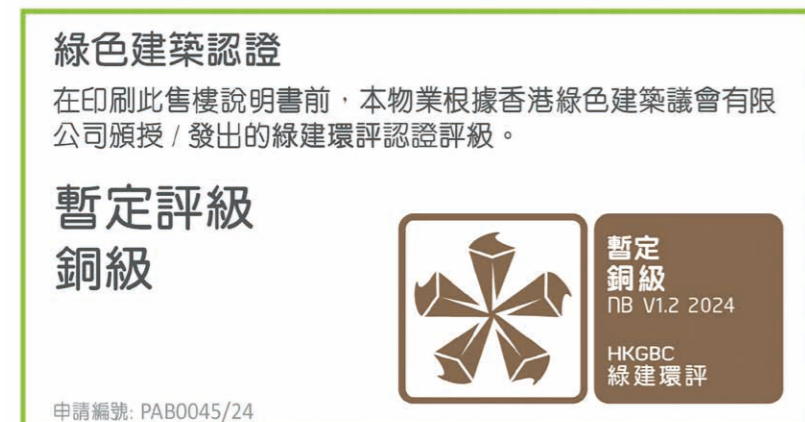 綠色建築認證
在印刷此售樓說明書前，本物業根據香港綠色建築議會有限
公司頒授 / 發出的綠建環評認證評級。
暫定評級
銅級
暫定
銅級
NB V1.2 2024
HKGBC
綠建環評
申請編號: PAB0045/24